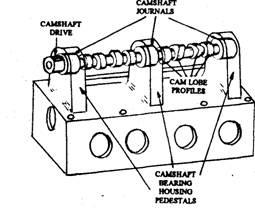 CAMSHAFT
JOURNALS
CAMSHAFT
DRIVE
CAM LOBE
PROFILES
CAMSHAFT
BEARING
HOUSING
PEDESTALS